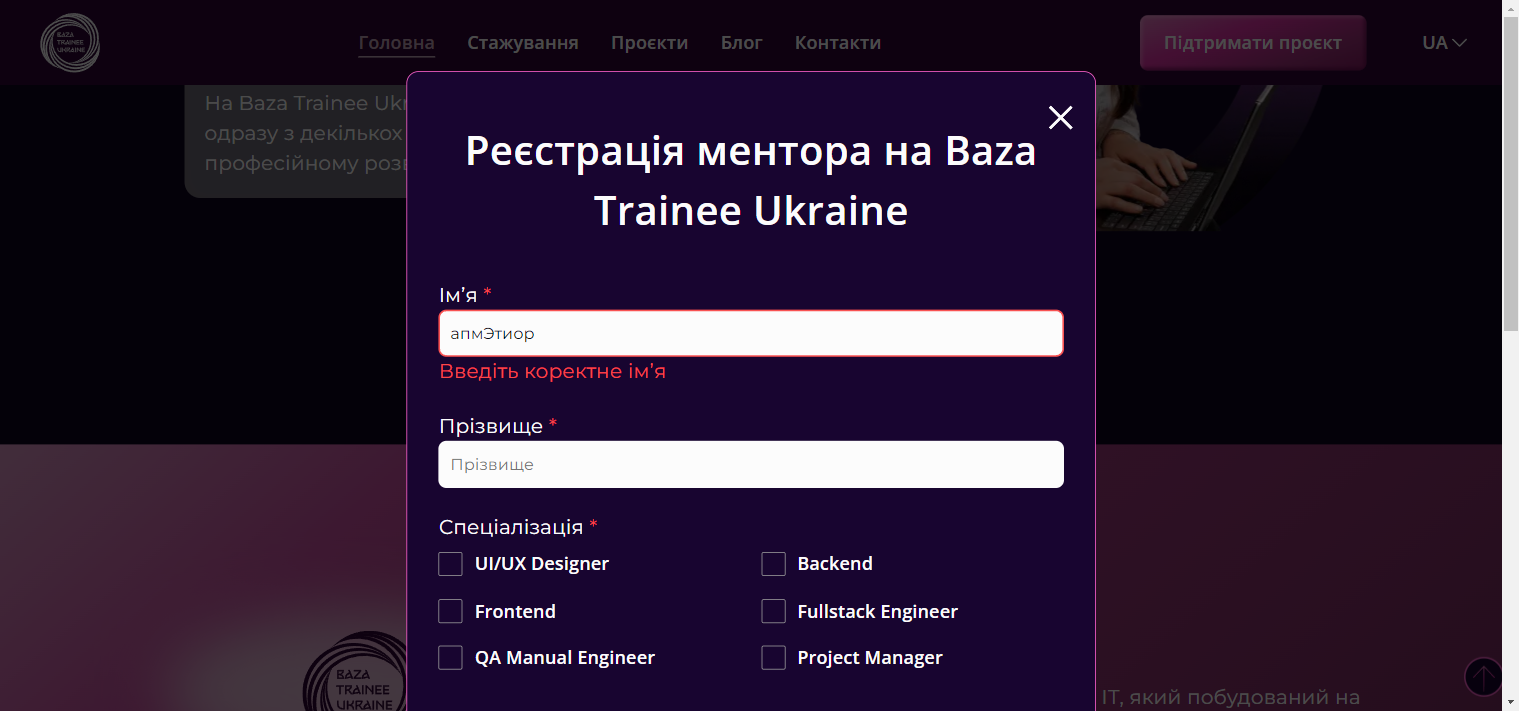 BAZA
TRAINEE
UKRAINE
Головна Стажування Проєкти Блог Контакти
Підтримати проєкт
UA
На Baza Trainee
одразу з декількох
професійному
Реєстрація ментора на Baza
Trainee Ukraine
Ім’я *
апмЭтиор
Введіть коректне ім’я
Прізвище *
Прізвище
Спеціалізація *
UI/UX Designer Backend
Frontend Fullstack Engineer
QA Manual Engineer Project Manager
BAZA
TRAINEE
UKRAINE
IT, який побудований на